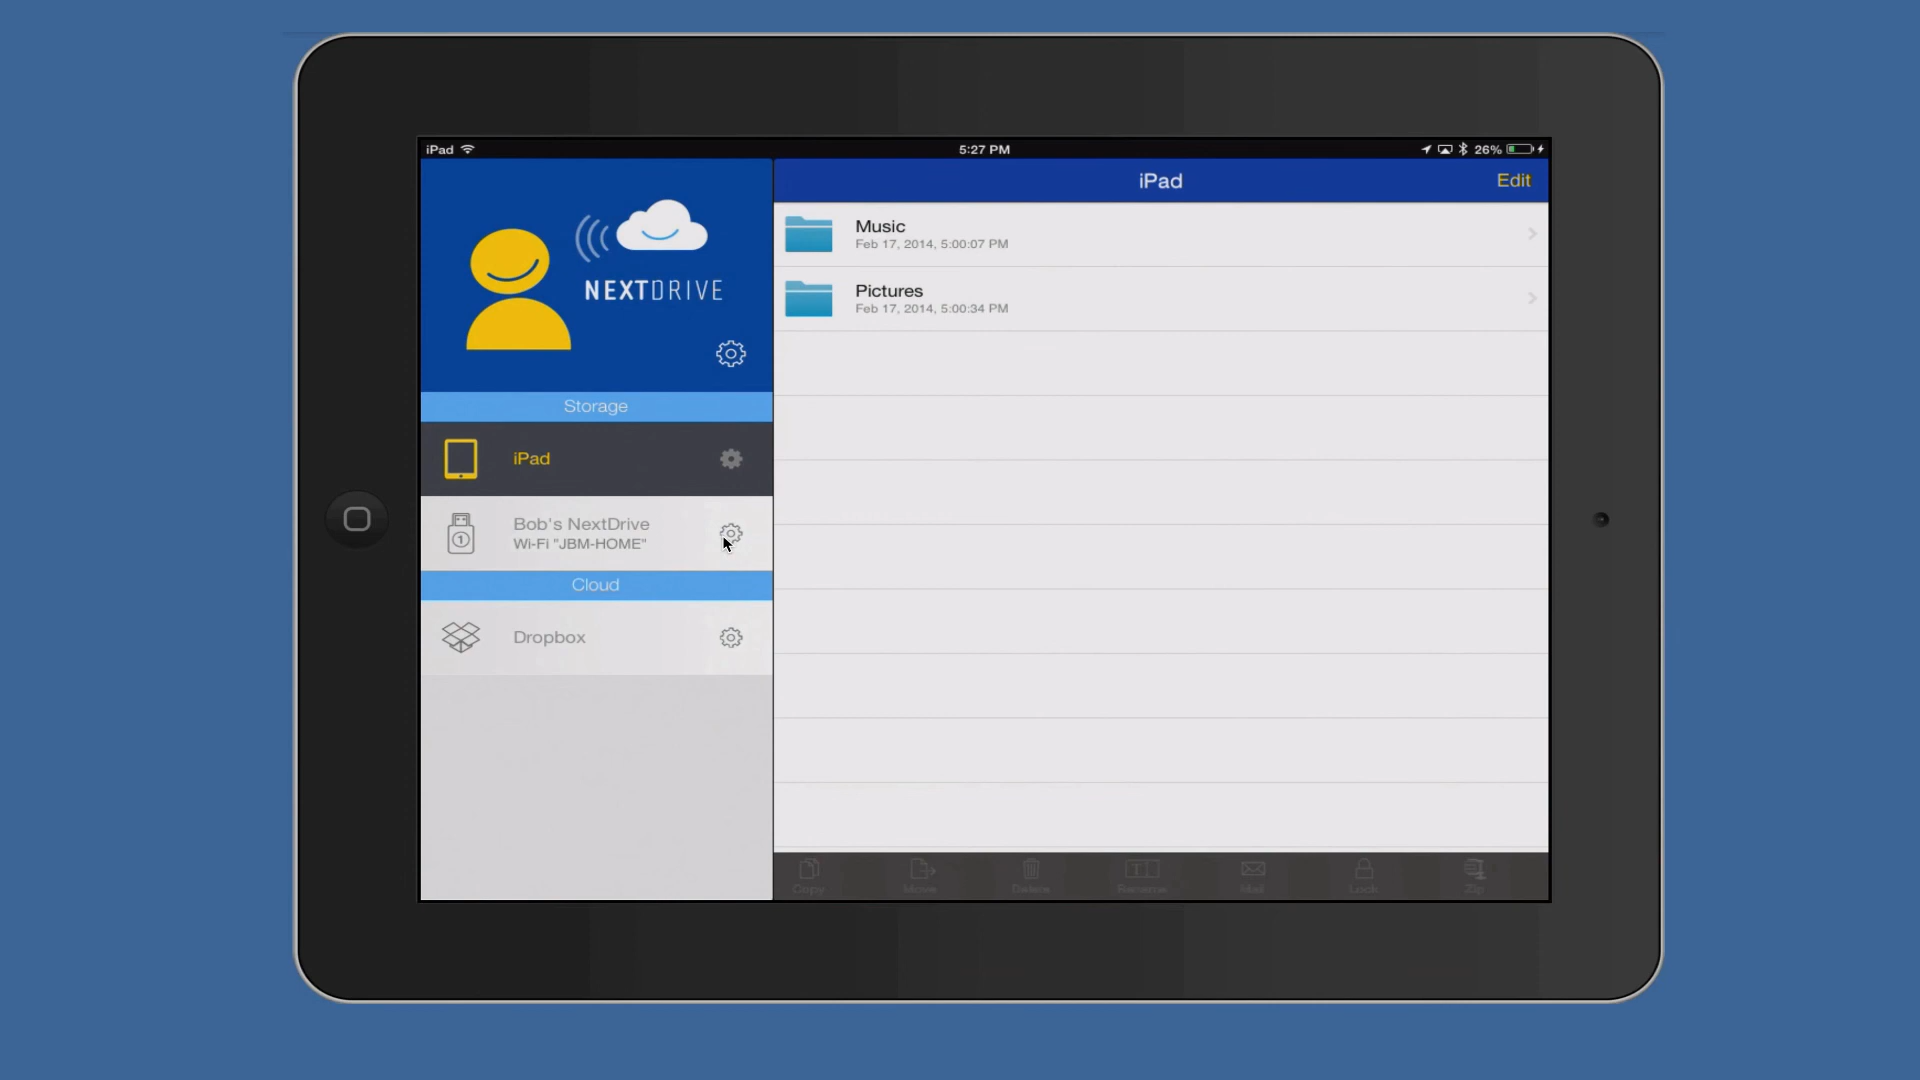 iPad
5:27 PM
26%
NEXTDRIVE
iPad
Edit
Music
Feb 17, 2014, 5:00:07 PM
Pictures
Feb 17, 2014, 5:00:34 PM
Storage
iPad
Bob's NextDrive
Wi-Fi "JBM-HOME"
1
Cloud
Dropbox
Copy
Move
Delete
Rename
Mail
Lock
Zip